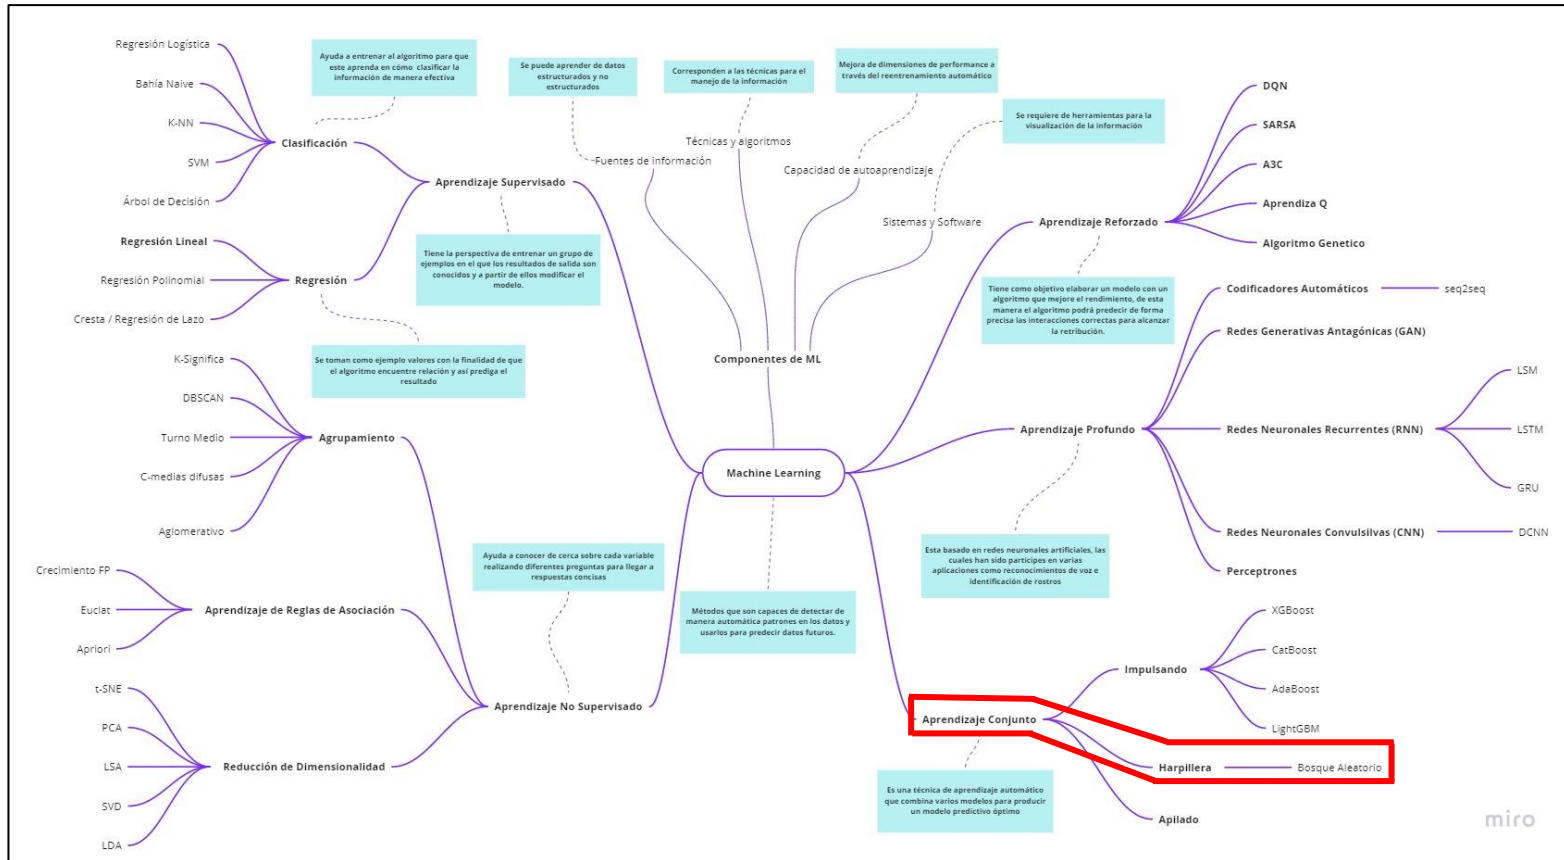 Regresión Logística
Bahía Naive
K-NN
SVM
Árbol de Decisión
Clasificación
Ayuda a entrenar al algoritmo para que
este aprenda en cómo clasificar la
información de manera efectiva
Regresión Lineal
Regresión Polinomial
Cresta / Regresión de Lazo
Regresión
Se toman como ejemplo valores con la finalidad de que
el algoritmo encuentre relación y así prediga el
resultado
Aprendizaje Supervisado
Tiene la perspectiva de entrenar un grupo de
ejemplos en el que los resultados de salida son
conocidos y a partir de ellos modificar el
modelo.
Se puede aprender de datos
estructurados y no
estructurados
Fuentes de información
Corresponden a las técnicas para el
manejo de la información
Técnicas y algoritmos
Mejora de dimensiones de performance a
través del reentrenamiento automático
Capacidad de autoaprendizaje
Se requiere de herramientas para la
visualización de la información
Sistemas y Software
Componentes de ML
Machine Learning
Métodos que son capaces de detectar de
manera automática patrones en los datos y
usarlos para predecir datos futuros.
K-Significa
DBSCAN
Turno Medio
C-medias difusas
Aglomerativo
Agrupamiento
Crecimiento FP
Euclat
Apriori
Aprendizaje de Reglas de Asociación
t-SNE
PCA
LSA
SVD
LDA
Reducción de Dimensionalidad
Ayuda a conocer de cerca sobre cada variable
realizando diferentes preguntas para llegar a
respuestas concisas
Aprendizaje No Supervisado
DQN
SARSA
A3C
Aprendiza Q
Algoritmo Genetico
Aprendizaje Reforzado
Tiene como objetivo elaborar un modelo con un
algoritmo que mejore el rendimiento, de esta
manera el algoritmo podrá predecir de forma
precisa las interacciones correctas para alcanzar
la retribución.
Codificadores Automáticos
seq2seq
Redes Generativas Antagónicas (GAN)
Aprendizaje Profundo
Redes Neuronales Recurrentes (RNN)
LSM
LSTM
GRU
Redes Neuronales Convulsilvas (CNN)
DCNN
Perceptrones
Esta basado en redes neuronales artificiales, las
cuales han sido participes en varias
aplicaciones como reconocimientos de voz e
identificación de rostros
Impulsando
XGBoost
CatBoost
AdaBoost
LightGBM
Aprendizaje Conjunto
Harpillera
Bosque Aleatorio
Apilado
Es una técnica de aprendizaje automático
que combina varios modelos para producir
un modelo predictivo óptimo
miro